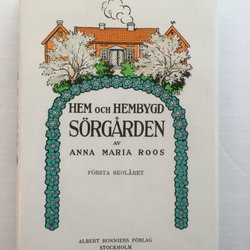 HEM OCH HEMBYGD
SÖRGÅRDEN
AV
ANNA MARIA ROOS
FÖRSTA SKOLÅRET
ALBERT BONNIERS FÖRLAG
STOCKHOLM